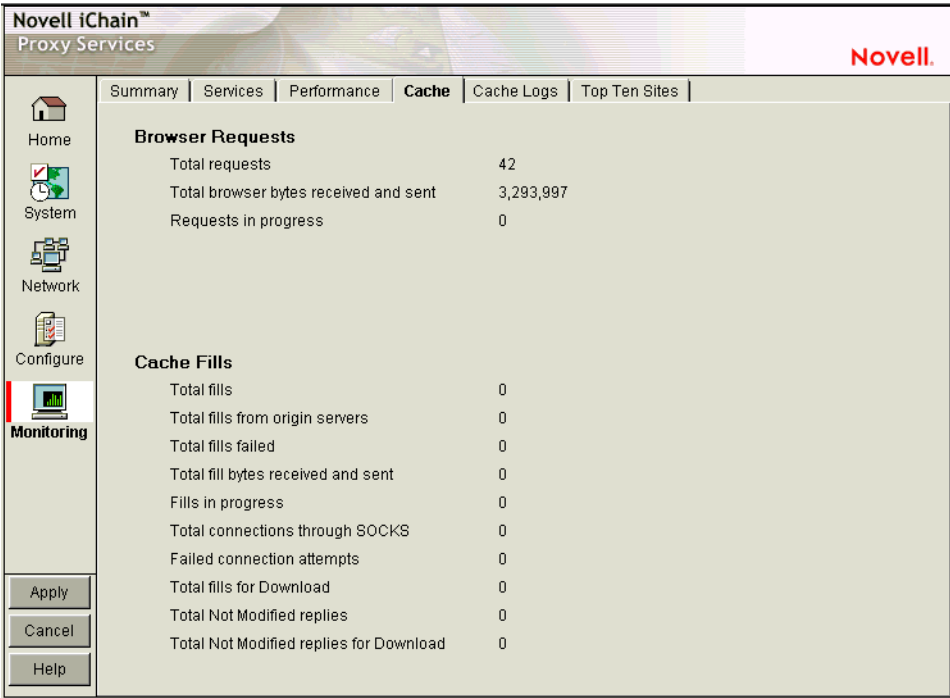 Novell iChain™
Proxy Services
Novell.
Summary Services Performance Cache Cache Logs Top Ten Sites
Home
System
Network
Configure
Monitoring
Browser Requests
Total requests 42
Total browser bytes received and sent 3,293,997
Requests in progress 0
Cache Fills
Total fills 0
Total fills from origin servers 0
Total fills failed 0
Total fill bytes received and sent 0
Fills in progress 0
Total connections through SOCKS 0
Failed connection attempts 0
Total fills for Download 0
Total Not Modified replies 0
Total Not Modified replies for Download 0
Apply
Cancel
Help